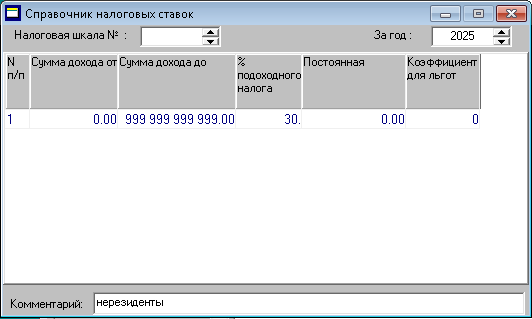 Справочник налоговых ставок
Налоговая шкала № : За год : 2025
N п/п Сумма дохода от Сумма дохода до % подоходного налога Постоянная Коэффициент для льгот
1 0.00 999 999 999 999.00 30. 0.00 0
Комментарий: нерезиденты